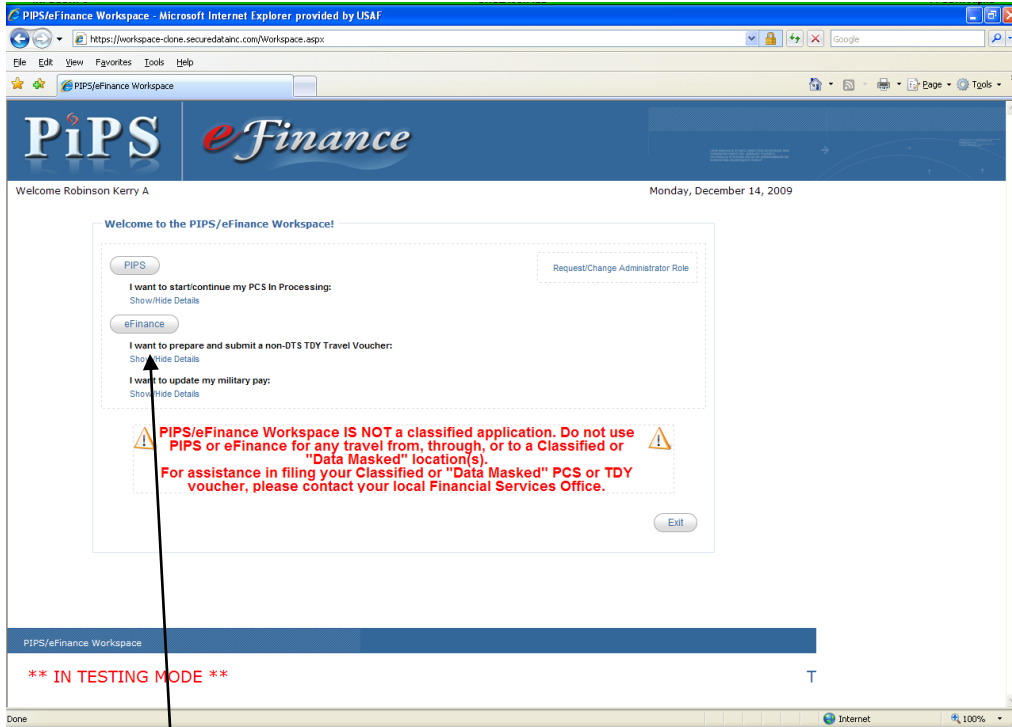 PIPS/eFinance Workspace - Microsoft Internet Explorer provided by USAF
https://workspace-clone.securedatainc.com/Workspace.aspx
Google
File Edit View Favorites Tools Help
PIPS/eFinance Workspace
Page Tools
PiPS eFinance
Welcome Robinson Kerry A Monday, December 14, 2009
Welcome to the PIPS/eFinance Workspace!
PIPS
Request/Change Administrator Role
I want to start/continue my PCS In Processing:
Show/Hide Details
eFinance
I want to prepare and submit a non-DTS TDY Travel Voucher:
Show/Hide Details
I want to update my military pay:
Show/Hide Details
PIPS/eFinance Workspace IS NOT a classified application. Do not use
PIPS or eFinance for any travel from, through, or to a Classified or
"Data Masked" location(s).
For assistance in filing your Classified or "Data Masked" PCS or TDY
voucher, please contact your local Financial Services Office.
Exit
PIPS/eFinance Workspace
** IN TESTING MODE ** T
Done Internet 100%